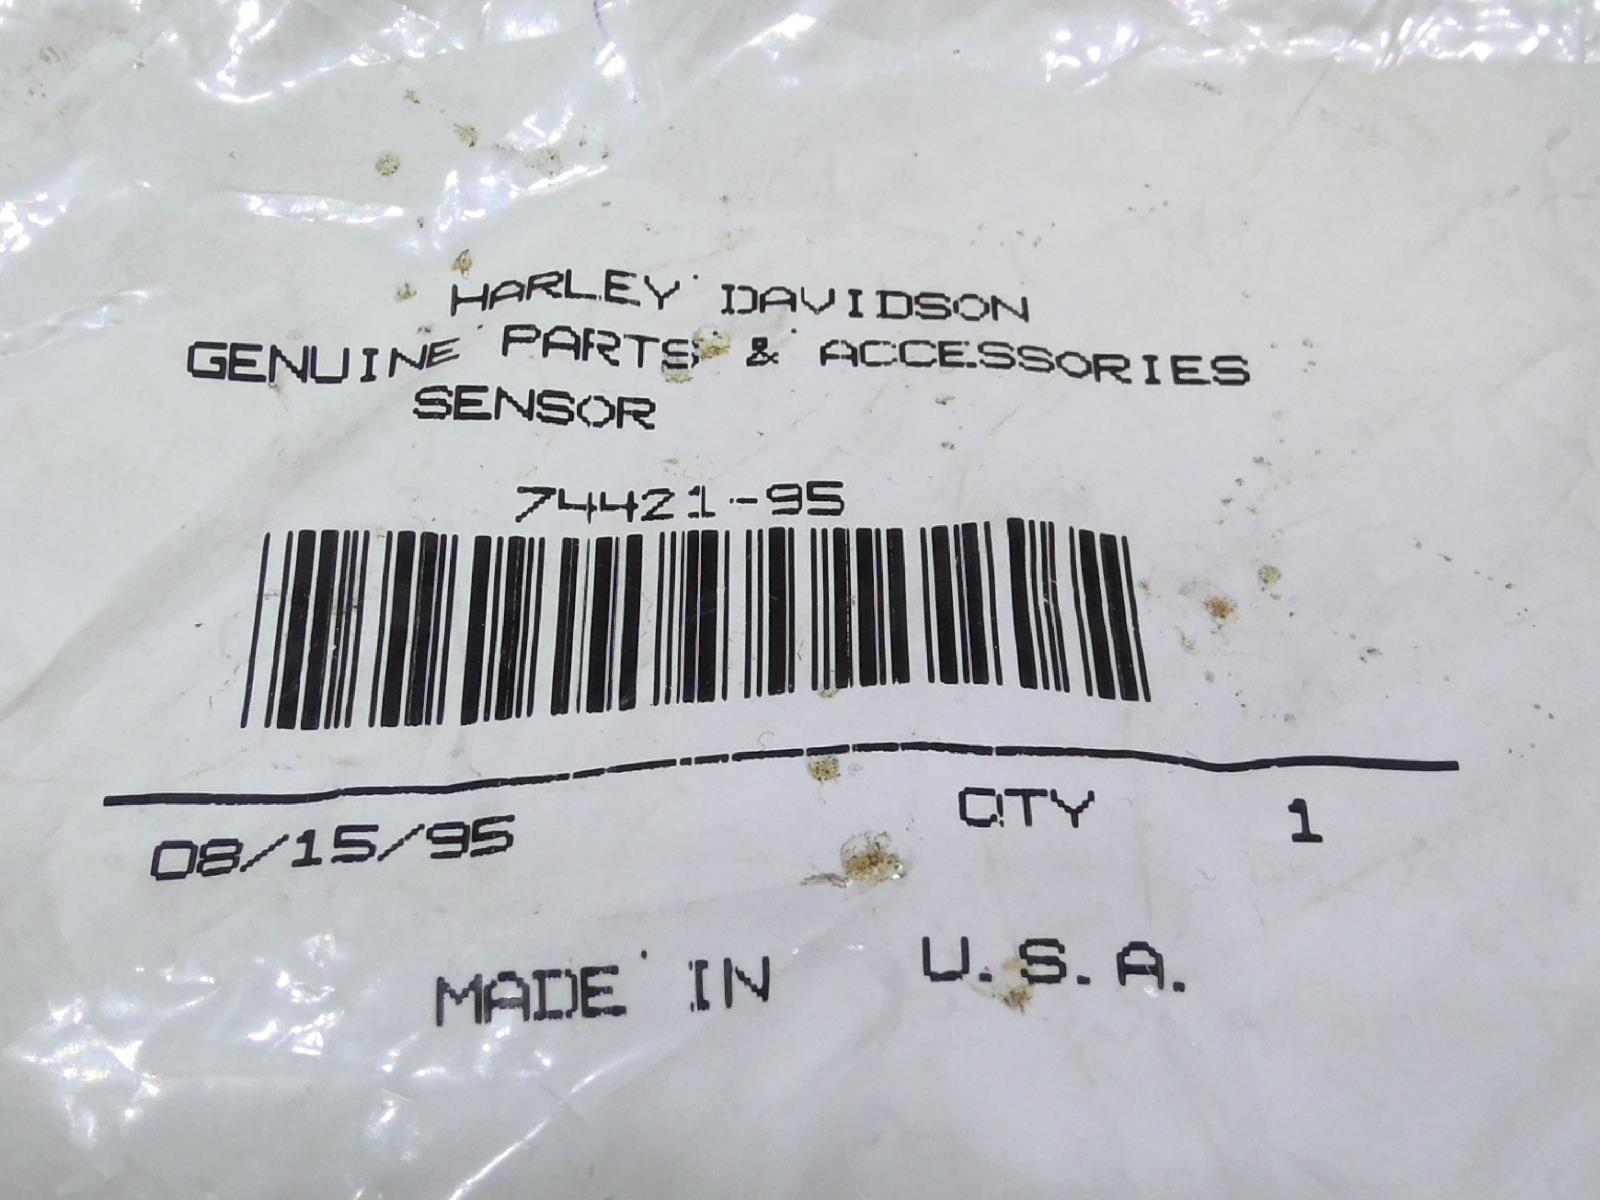 HARLEY DAVIDSON
GENUINE PARTS & ACCESSORIES
SENSOR
74421-95
08/15/95 QTY 1
MADE IN U.S.A.